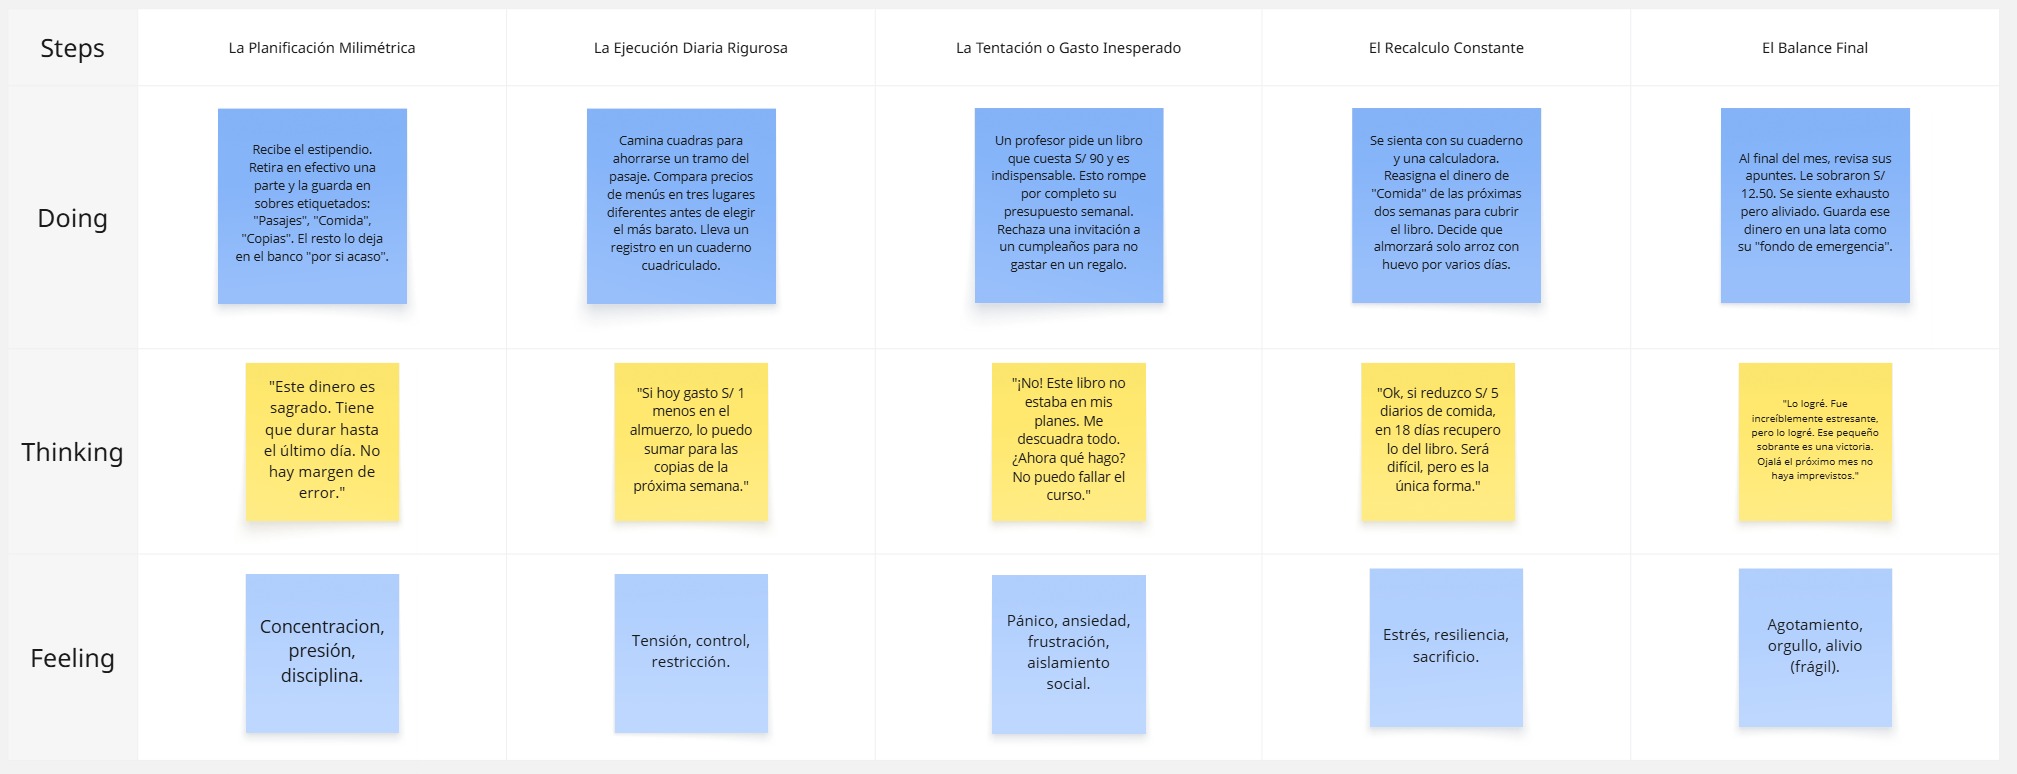 Steps
La Planificación Milimétrica
La Ejecución Diaria Rigurosa
La Tentación o Gasto Inesperado
El Recalculo Constante
El Balance Final
Doing
Recibe el estipendio.
Retira en efectivo una
parte y la guarda en
sobres etiquetados:
"Pasajes", "Comida",
"Copias". El resto lo deja
en el banco "por si acaso".
Camina cuadras para
ahorrarse un tramo del
pasaje. Compara precios
de menús en tres lugares
diferentes antes de elegir
el más barato. Lleva un
registro en un cuaderno
cuadriculado.
Un profesor pide un libro
que cuesta S/ 90 y es
indispensable. Esto rompe
por completo su
presupuesto semanal.
Rechaza una invitación a
un cumpleaños para no
gastar en un regalo.
Se sienta con su cuaderno
y una calculadora.
Reasigna el dinero de
"Comida" de las próximas
dos semanas para cubrir
el libro. Decide que
almorzará solo arroz con
huevo por varios días.
Al final del mes, revisa sus
apuntes. Le sobraron S/
12.50. Se siente exhausto
pero aliviado. Guarda ese
dinero en una lata como
su "fondo de emergencia".
Thinking
"Este dinero es
sagrado. Tiene
que durar hasta
el último día. No
hay margen de
error."
"Si hoy gasto S/ 1
menos en el
almuerzo, lo puedo
sumar para las
copias de la
próxima semana."
"¡No! Este libro no
estaba en mis
planes. Me
descuadra todo.
¿Ahora qué hago?
No puedo fallar el
curso."
"Ok, si reduzco S/ 5
diarios de comida,
en 18 días recupero
lo del libro. Será
difícil, pero es la
única forma."
"Lo logré. Fue
increíblemente estresante,
pero lo logré. Ese pequeño
sobrante es una victoria.
Ojalá el próximo mes no
haya imprevistos."
Feeling
Concentracion,
presión,
disciplina.
Tensión, control,
restricción.
Pánico, ansiedad,
frustración,
aislamiento
social.
Estrés, resiliencia,
sacrificio.
Agotamiento,
orgullo, alivio
(frágil).